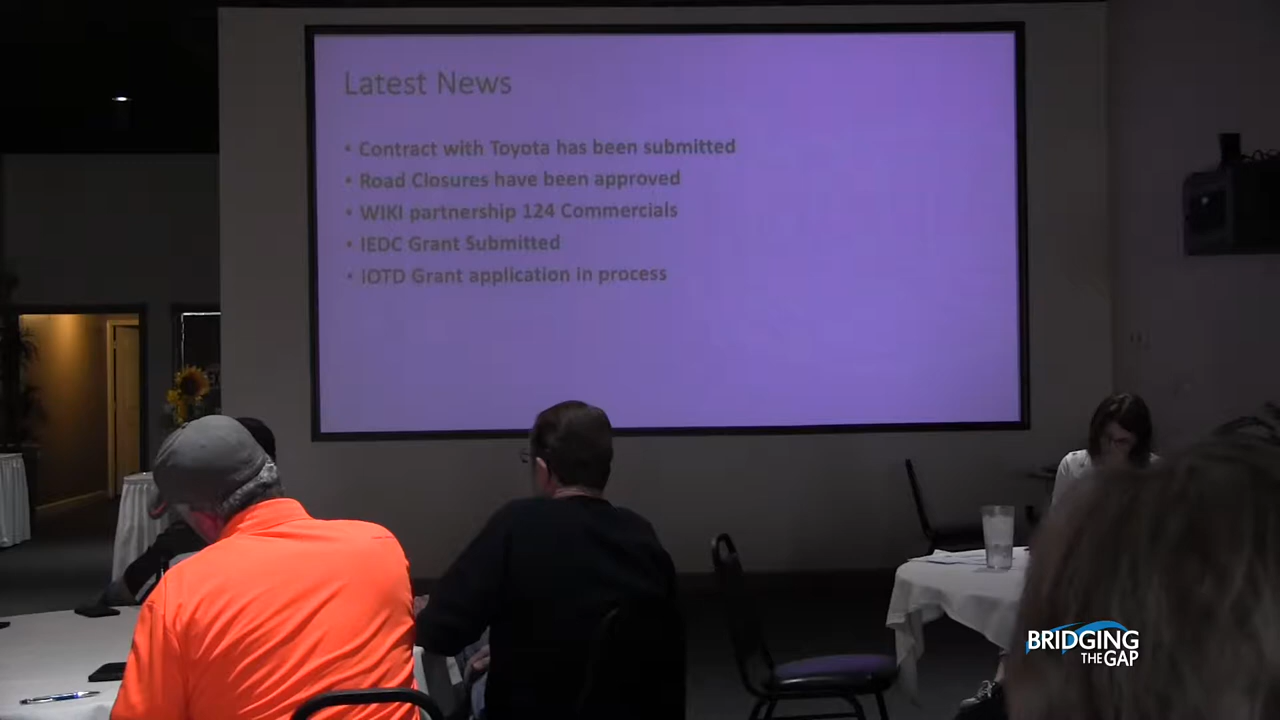 Latest News
• Contract with Toyota has been submitted
• Road Closures have been approved
• WIKI partnership 124 Commercials
• IEDC Grant Submitted
• IOTD Grant application in process
BRIDGING
THE GAP